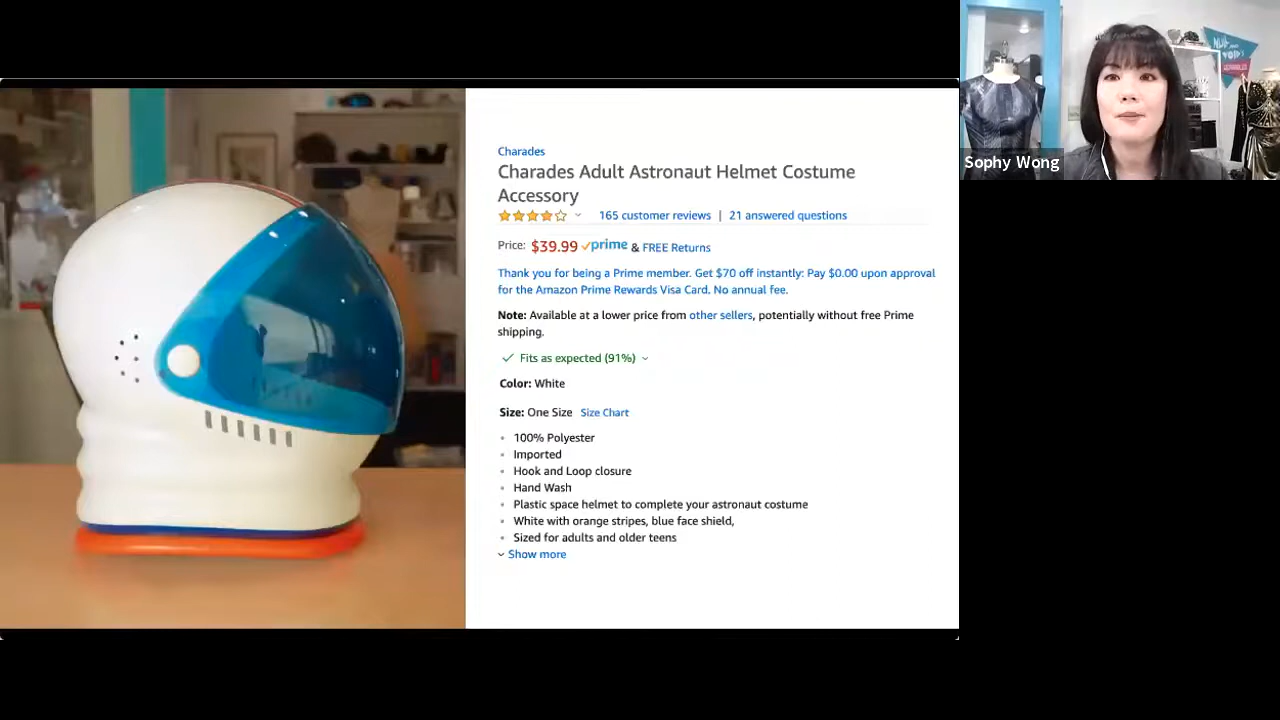 Charades
Charades Adult Astronaut Helmet Costume
Accessory
165 customer reviews | 21 answered questions
Price: $39.99 prime & FREE Returns
Thank you for being a Prime member. Get $70 off instantly: Pay $0.00 upon approval
for the Amazon Prime Rewards Visa Card. No annual fee.
Note: Available at a lower price from other sellers, potentially without free Prime
shipping.
Fits as expected (91%)
Color: White
Size: One Size Size Chart
• 100% Polyester
• Imported
• Hook and Loop closure
• Hand Wash
• Plastic space helmet to complete your astronaut costume
• White with orange stripes, blue face shield,
• Sized for adults and older teens
Show more
Sophy Wong